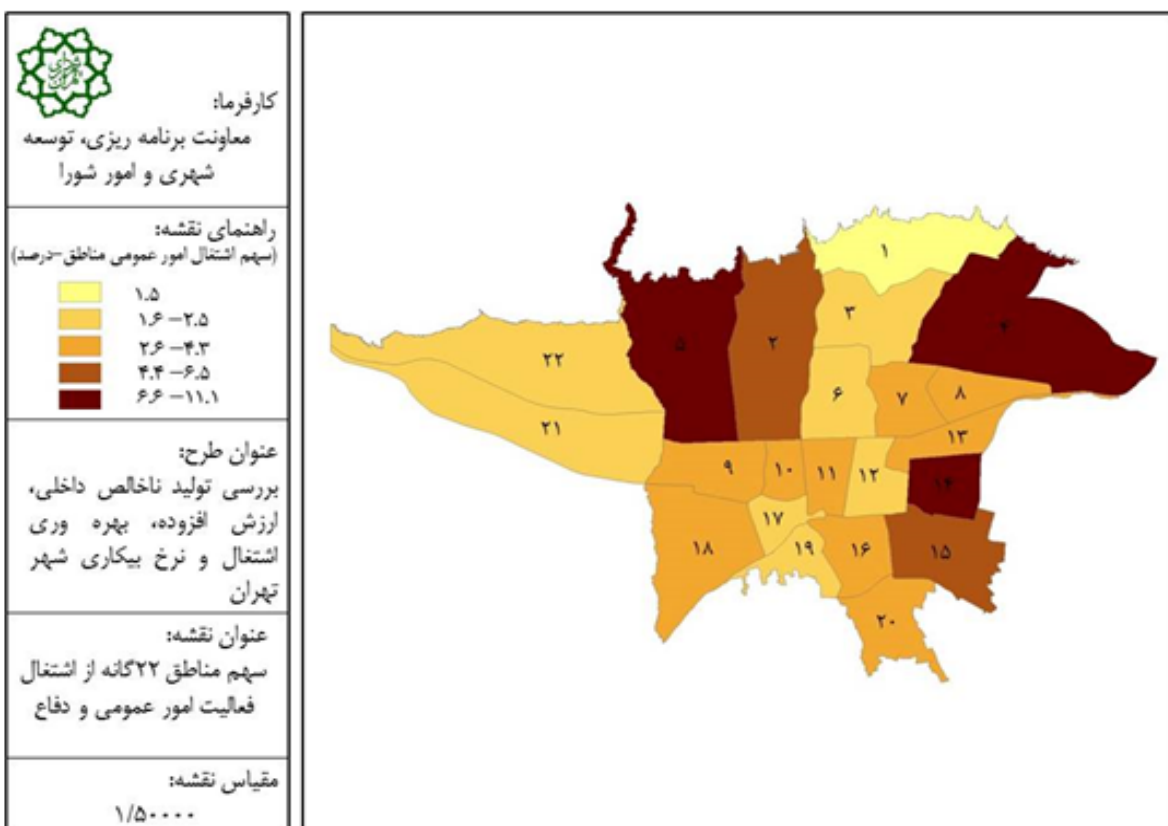 شهرداری
تهران
کارفرما:
معاونت برنامه ریزی، توسعه
شهری و امور شورا
راهنمای نقشه:
(سهم اشتغال امور عمومی مناطق-درصد)
۱.۵
۱.۶-۲.۵
۲.۶-۴.۳
۴.۴-۶.۵
۶.۶-۱۱.۱
عنوان طرح:
بررسی تولید ناخالص داخلی،
ارزش افزوده، بهره وری
اشتغال و نرخ بیکاری شهر
تهران
عنوان نقشه:
سهم مناطق ۲۲گانه از اشتغال
فعالیت امور عمومی و دفاع
مقیاس نقشه:
۱/۵۰۰۰۰
۱
۴
۳
۲
۵
۲۲
۶
۷
۸
۲۱
۱۳
۹
۱۰
۱۱
۱۲
۱۴
۱۷
۱۸
۱۹
۱۶
۱۵
۲۰